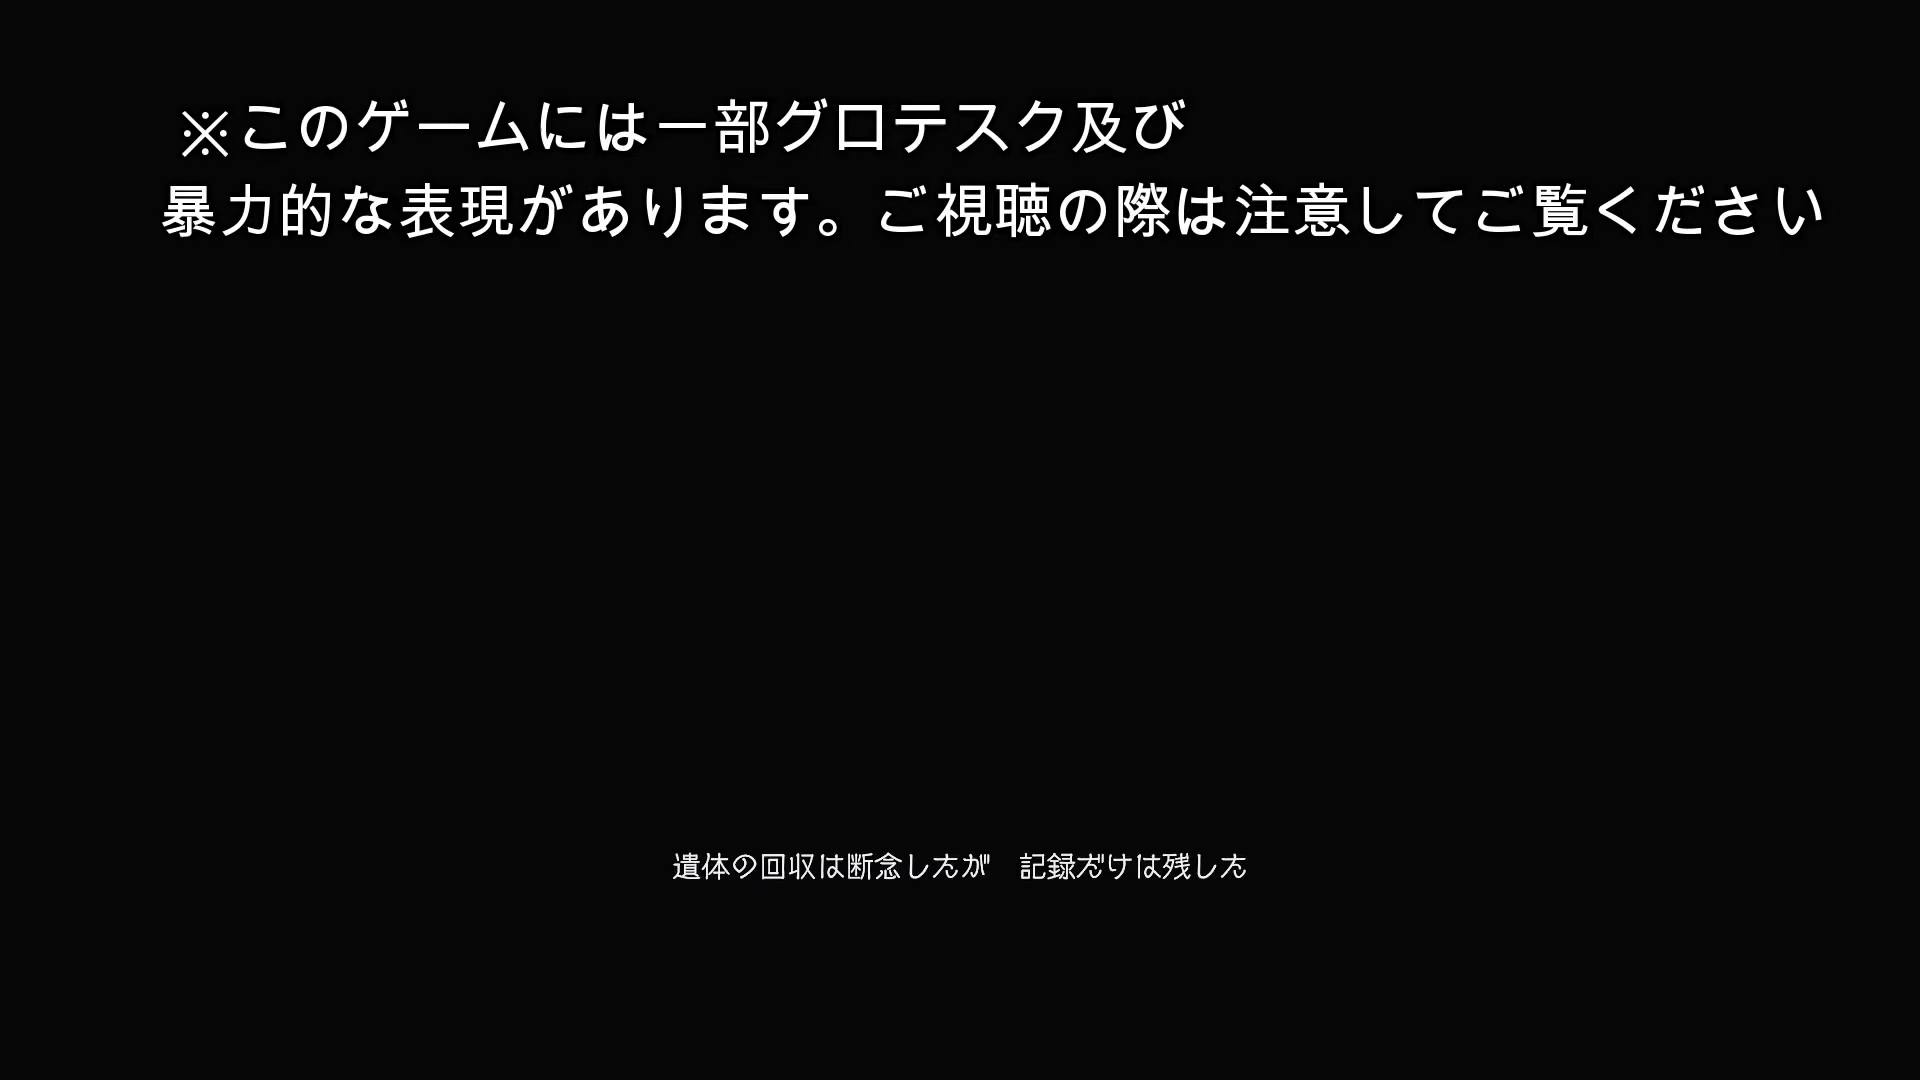 ※このゲームには一部グロテスク及び
暴力的な表現があります。ご視聴の際は注意してご覧ください
遺体の回収は断念したが　記録だけは残した